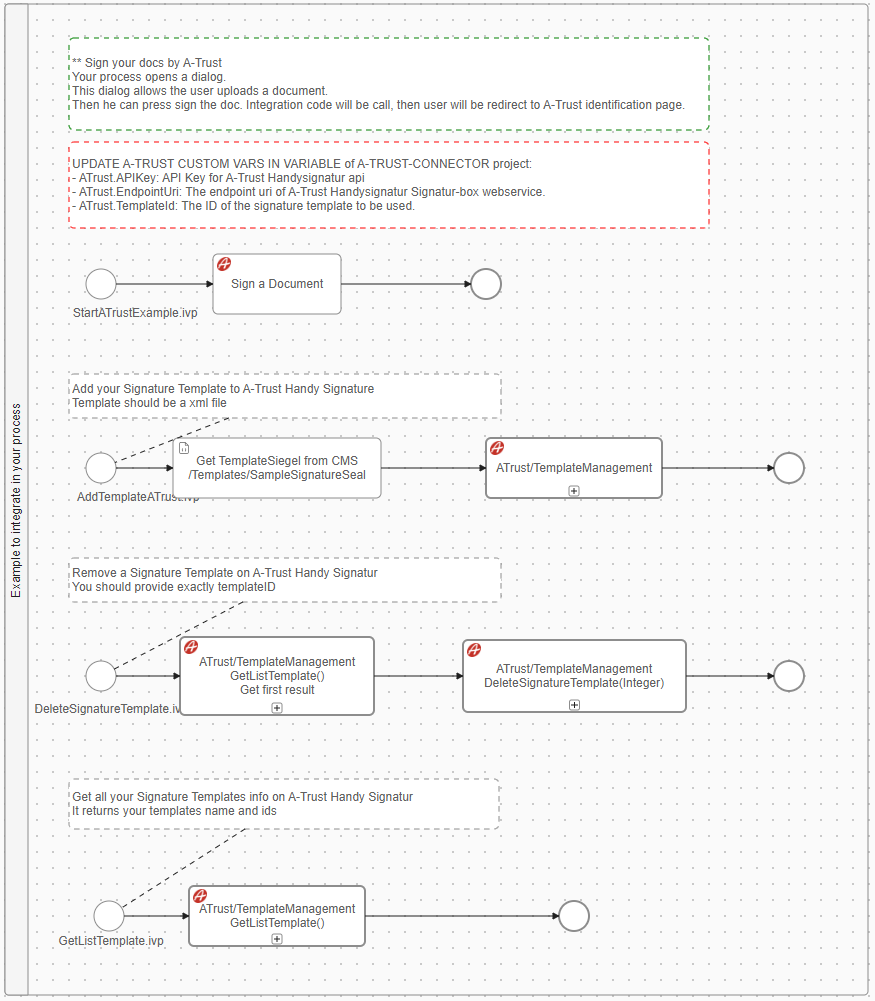 ** Sign your docs by A-Trust
Your process opens a dialog.
This dialog allows the user uploads a document.
Then he can press sign the doc. Integration code will be call, then user will be redirect to A-Trust identification page.
UPDATE A-TRUST CUSTOM VARS IN VARIABLE of A-TRUST-CONNECTOR project:
- ATrust.APIKey: API Key for A-Trust Handysignatur api
- ATrust.EndpointUri: The endpoint uri of A-Trust Handysignatur Signatur-box webservice.
- ATrust.TemplateId: The ID of the signature template to be used.
Sign a Document
StartATrustExample.ivp
Example to integrate in your process
Add your Signature Template to A-Trust Handy Signature
Template should be a xml file
Get TemplateSiegel from CMS
/Templates/SampleSignatureSeal
ATrust/TemplateManagement
AddTemplateATrust.ivp
Remove a Signature Template on A-Trust Handy Signatur
You should provide exactly templateID
ATrust/TemplateManagement
GetListTemplate()
Get first result
ATrust/TemplateManagement
DeleteSignatureTemplate(Integer)
DeleteSignatureTemplate.iv
Get all your Signature Templates info on A-Trust Handy Signatur
It returns your templates name and ids
ATrust/TemplateManagement
GetListTemplate()
GetListTemplate.ivp